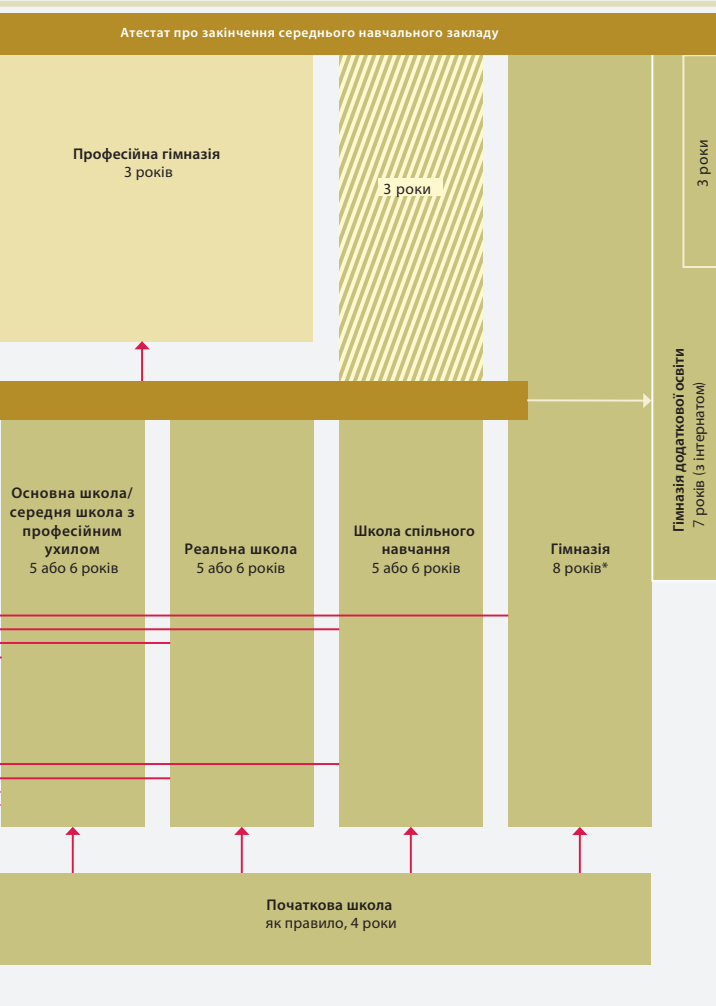 Атестат про закінчення середнього навчального закладу
Професійна гімназія
3 років
3 роки
3 роки
Гімназія додаткової освіти
7 років (з інтернатом)
Основна школа/
середня школа з
професійним
ухилом
5 або 6 років
Реальна школа
5 або 6 років
Школа спільного
навчання
5 або 6 років
Гімназія
8 років*
Початкова школа
як правило, 4 роки